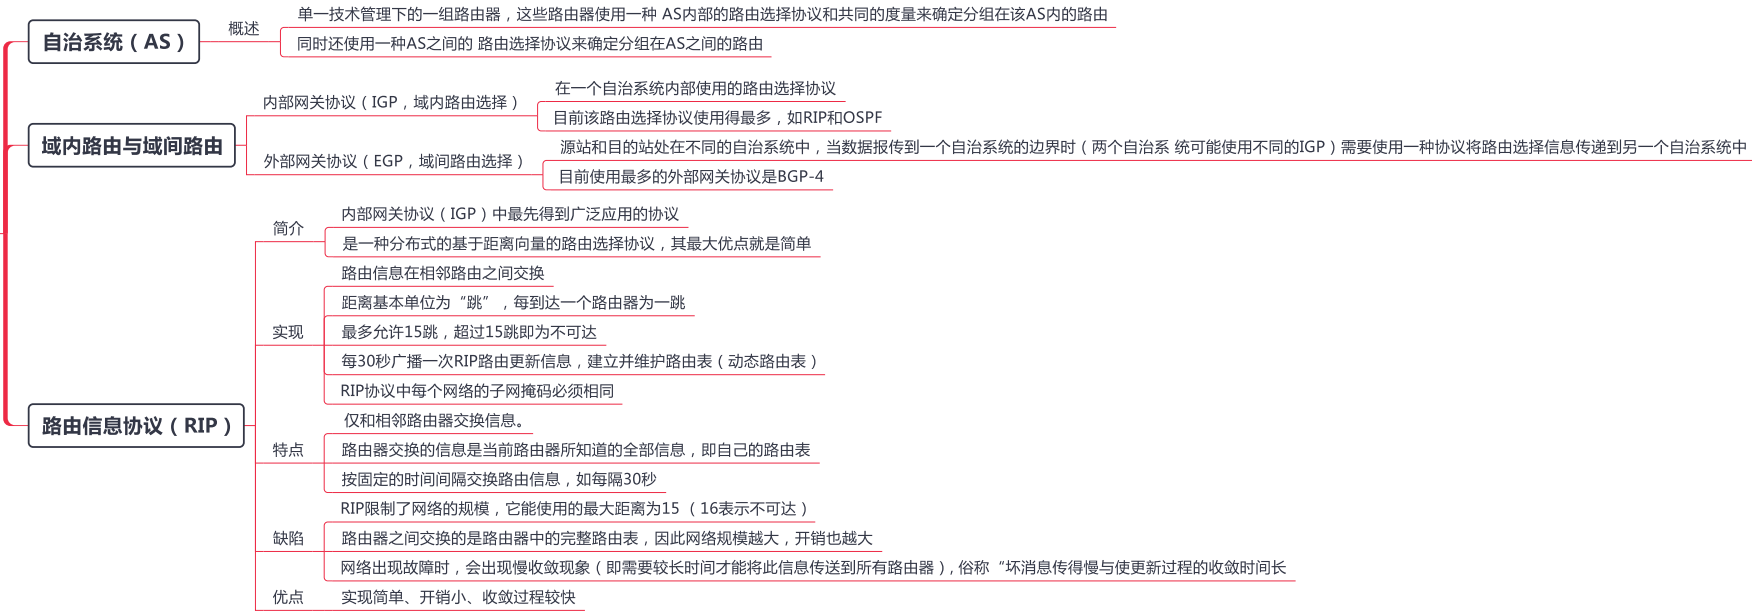 自治系统（AS）
概述
单一技术管理下的一组路由器，这些路由器使用一种 AS内部的路由选择协议和共同的度量来确定分组在该AS内的路由
同时还使用一种AS之间的 路由选择协议来确定分组在AS之间的路由
域内路由与域间路由
内部网关协议（IGP，域内路由选择）
在一个自治系统内部使用的路由选择协议
目前该路由选择协议使用得最多，如RIP和OSPF
外部网关协议（EGP，域间路由选择）
源站和目的站处在不同的自治系统中，当数据报传到一个自治系统的边界时（两个自治系 统可能使用不同的IGP）需要使用一种协议将路由选择信息传递到另一个自治系统中
目前使用最多的外部网关协议是BGP-4
路由信息协议（RIP）
简介
内部网关协议（IGP）中最先得到广泛应用的协议
是一种分布式的基于距离向量的路由选择协议，其最大优点就是简单
实现
路由信息在相邻路由之间交换
距离基本单位为“跳”，每到达一个路由器为一跳
最多允许15跳，超过15跳即为不可达
每30秒广播一次RIP路由更新信息，建立并维护路由表（动态路由表）
RIP协议中每个网络的子网掩码必须相同
特点
仅和相邻路由器交换信息。
路由器交换的信息是当前路由器所知道的全部信息，即自己的路由表
按固定的时间间隔交换路由信息，如每隔30秒
缺陷
RIP限制了网络的规模，它能使用的最大距离为15 （16表示不可达）
路由器之间交换的是路由器中的完整路由表，因此网络规模越大，开销也越大
网络出现故障时，会出现慢收敛现象（即需要较长时间才能将此信息传送到所有路由器）, 俗称“坏消息传得慢与使更新过程的收敛时间长
优点
实现简单、开销小、收敛过程较快